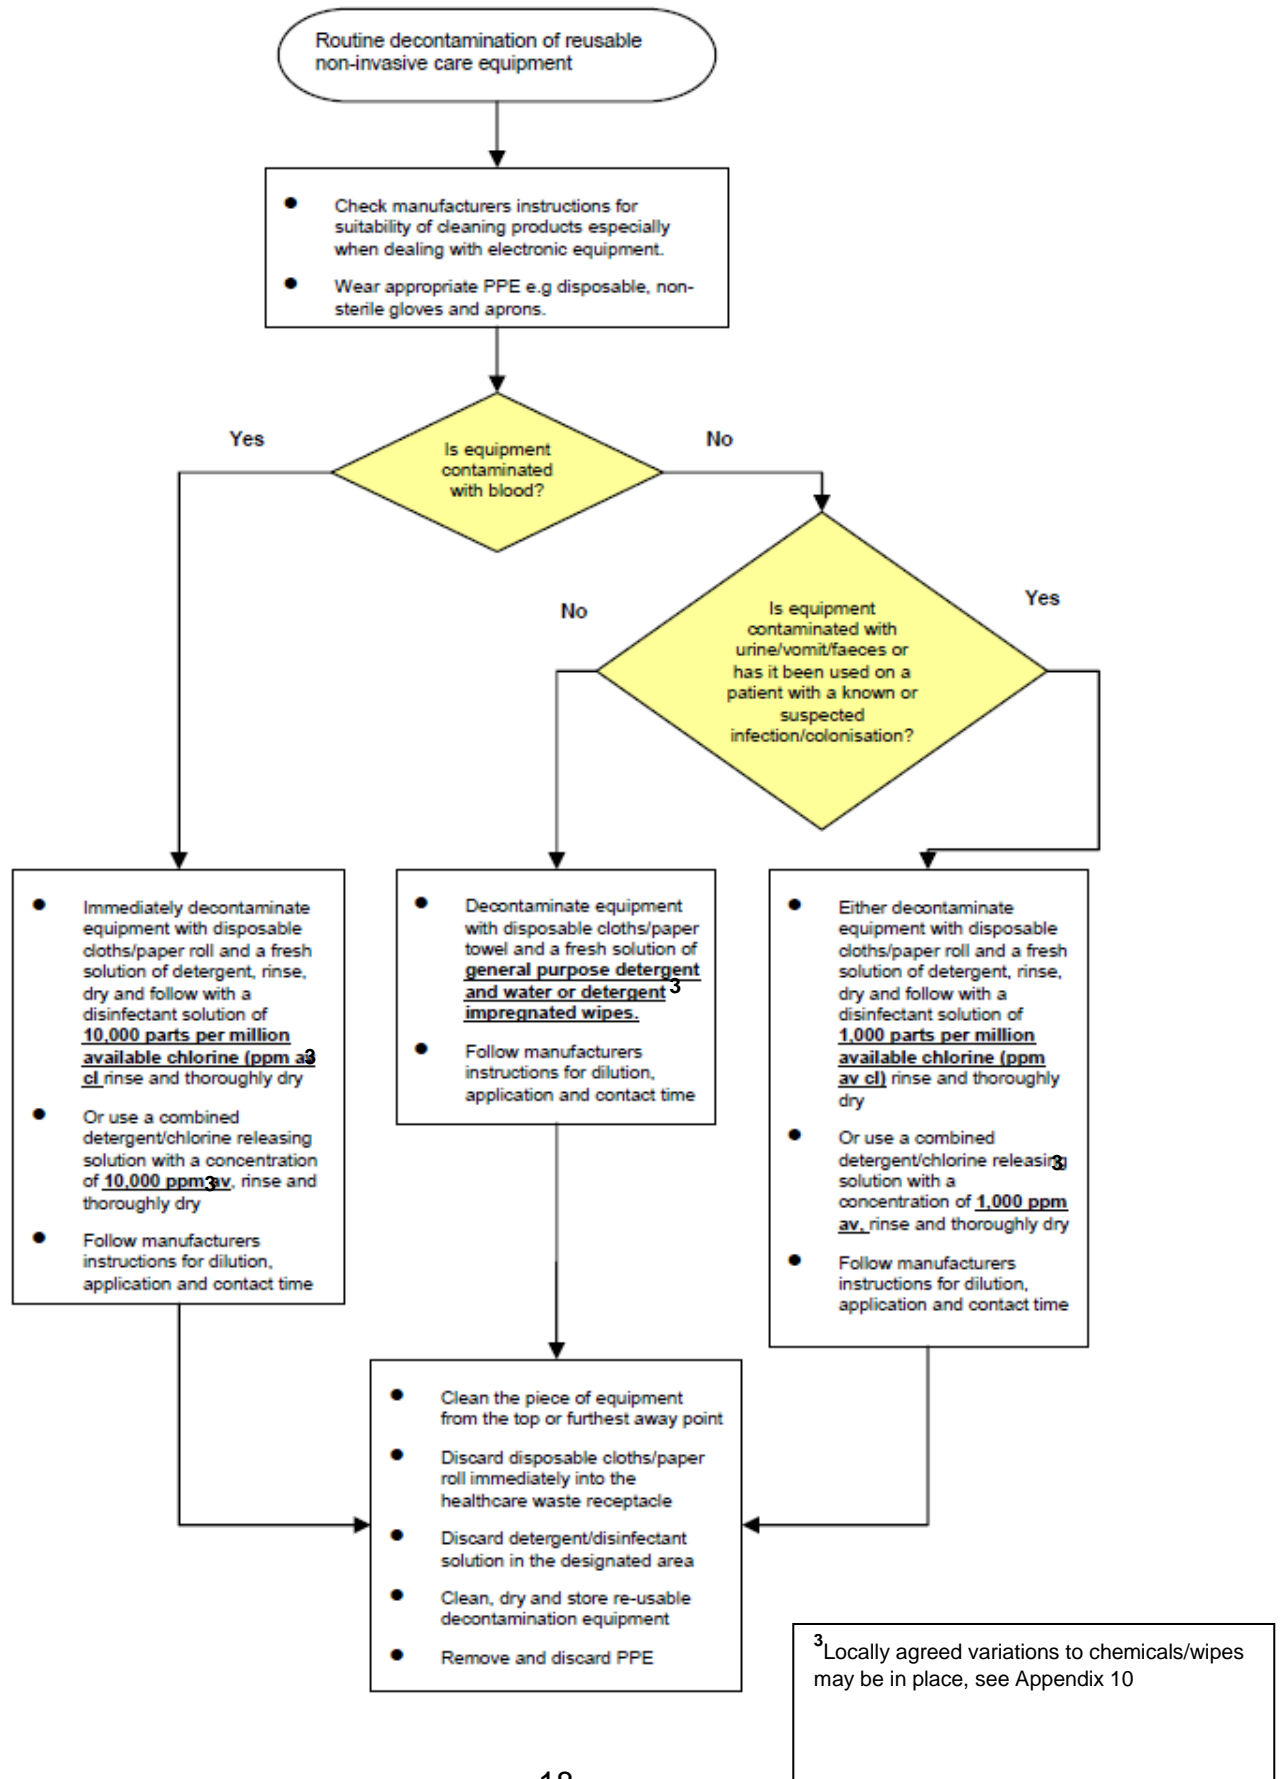 Routine decontamination of reusable
non-invasive care equipment
● Check manufacturers instructions for
suitability of cleaning products especially
when dealing with electronic equipment.
● Wear appropriate PPE e.g disposable, non-
sterile gloves and aprons.
Yes
Is equipment
contaminated
with blood?
No
No
Is equipment
contaminated with
urine/vomit/faeces or
has it been used on a
patient with a known or
suspected
infection/colonisation?
Yes
● Immediately decontaminate
equipment with disposable
cloths/paper roll and a fresh
solution of detergent, rinse,
dry and follow with a
disinfectant solution of
10,000 parts per million
available chlorine (ppm av 3
cl rinse and thoroughly dry
● Or use a combined
detergent/chlorine releasing
solution with a concentration
of 10,000 ppm 3 av, rinse and
thoroughly dry
● Follow manufacturers
instructions for dilution,
application and contact time
● Decontaminate equipment
with disposable cloths/paper
towel and a fresh solution of
general purpose detergent
and water or detergent 3
impregnated wipes.
● Follow manufacturers
instructions for dilution,
application and contact time
● Either decontaminate
equipment with disposable
cloths/paper roll and a fresh
solution of detergent, rinse,
dry and follow with a
disinfectant solution of
1,000 parts per million
available chlorine (ppm
av cl) rinse and thoroughly
dry
● Or use a combined
detergent/chlorine releasing 3
solution with a
concentration of 1,000 ppm
av, rinse and thoroughly dry
● Follow manufacturers
instructions for dilution,
application and contact time
● Clean the piece of equipment
from the top or furthest away point
● Discard disposable cloths/paper
roll immediately into the
healthcare waste receptacle
● Discard detergent/disinfectant
solution in the designated area
● Clean, dry and store re-usable
decontamination equipment
● Remove and discard PPE
3 Locally agreed variations to chemicals/wipes
may be in place, see Appendix 10